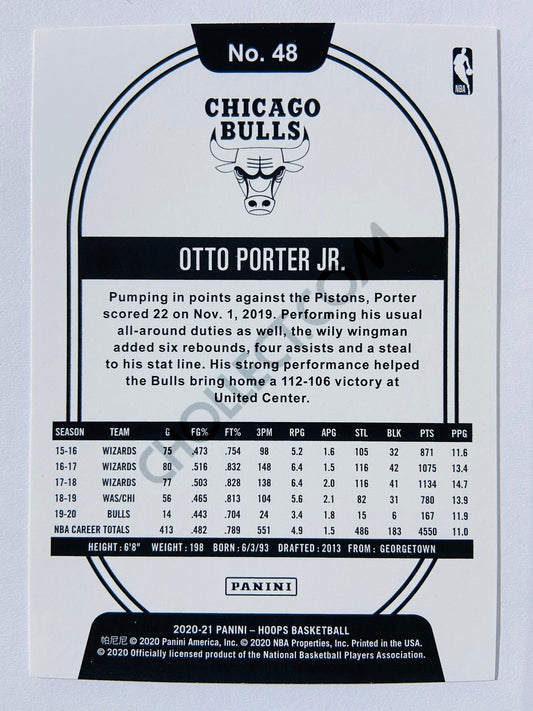 No. 48
NBA
CHICAGO
BULLS
OTTO PORTER JR.
Pumping in points against the Pistons, Porter
scored 22 on Nov. 1, 2019. Performing his usual
all-around duties as well, the wily wingman
added six rebounds, four assists and a steal
to his stat line. His strong performance helped
the Bulls bring home a 112-106 victory at
United Center.
CHOLLECT.COM
SEASON TEAM G FG% FT% 3PM RPG APG STL BLK PTS PPG
15-16 WIZARDS 75 .473 .754 98 5.2 1.6 105 32 871 11.6
16-17 WIZARDS 80 .516 .832 148 6.4 1.5 116 42 1075 13.4
17-18 WIZARDS 77 .503 .828 138 6.4 2.0 116 41 1134 14.7
18-19 WAS/CHI 56 .465 .813 104 5.6 2.1 82 31 780 13.9
19-20 BULLS 14 .443 .704 24 3.4 1.8 15 6 167 11.9
NBA CAREER TOTALS 413 .482 .789 551 4.9 1.5 486 183 4550 11.0
HEIGHT: 6'8" WEIGHT: 198 BORN: 6/3/93 DRAFTED: 2013 FROM: GEORGETOWN
PANINI
2020-21 PANINI – HOOPS BASKETBALL
帕尼尼 © 2020 Panini America, Inc. © 2020 NBA Properties, Inc. Printed in the USA.
© 2020 Officially licensed product of the National Basketball Players Association.